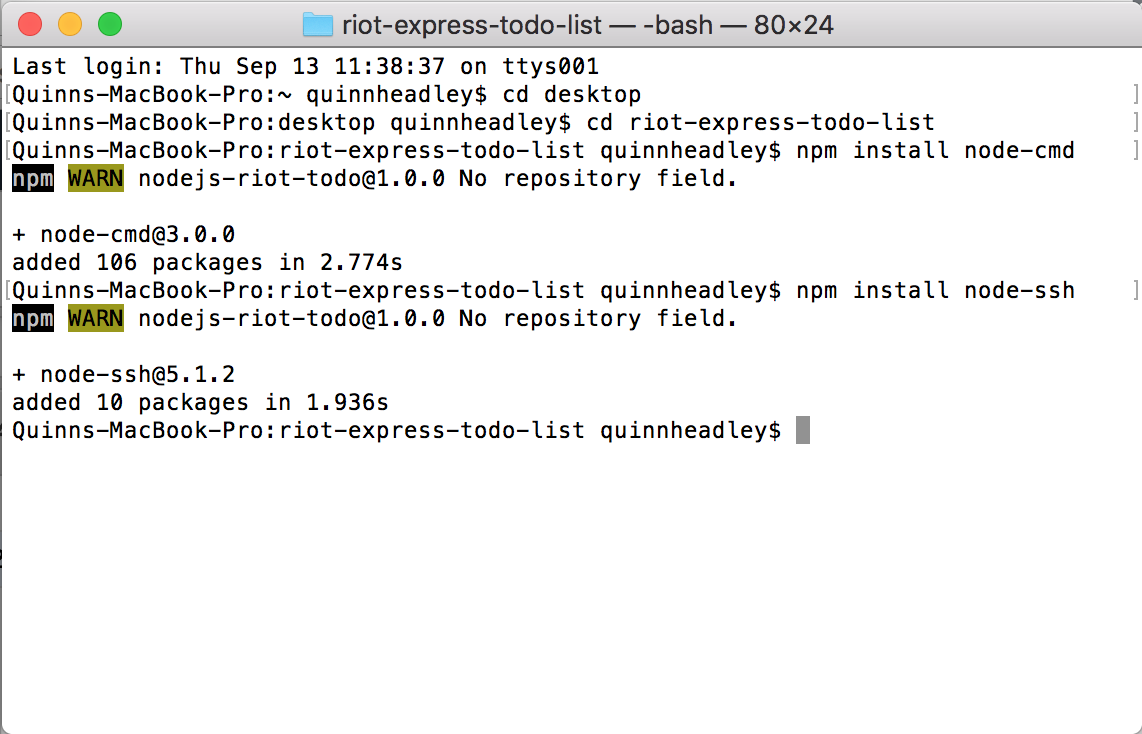 riot-express-todo-list — -bash — 80×24
Last login: Thu Sep 13 11:38:37 on ttys001
[Quinns-MacBook-Pro:~ quinnheadley$ cd desktop ]
[Quinns-MacBook-Pro:desktop quinnheadley$ cd riot-express-todo-list ]
[Quinns-MacBook-Pro:riot-express-todo-list quinnheadley$ npm install node-cmd ]
npm WARN nodejs-riot-todo@1.0.0 No repository field.
+ node-cmd@3.0.0
added 106 packages in 2.774s
[Quinns-MacBook-Pro:riot-express-todo-list quinnheadley$ npm install node-ssh ]
npm WARN nodejs-riot-todo@1.0.0 No repository field.
+ node-ssh@5.1.2
added 10 packages in 1.936s
Quinns-MacBook-Pro:riot-express-todo-list quinnheadley$